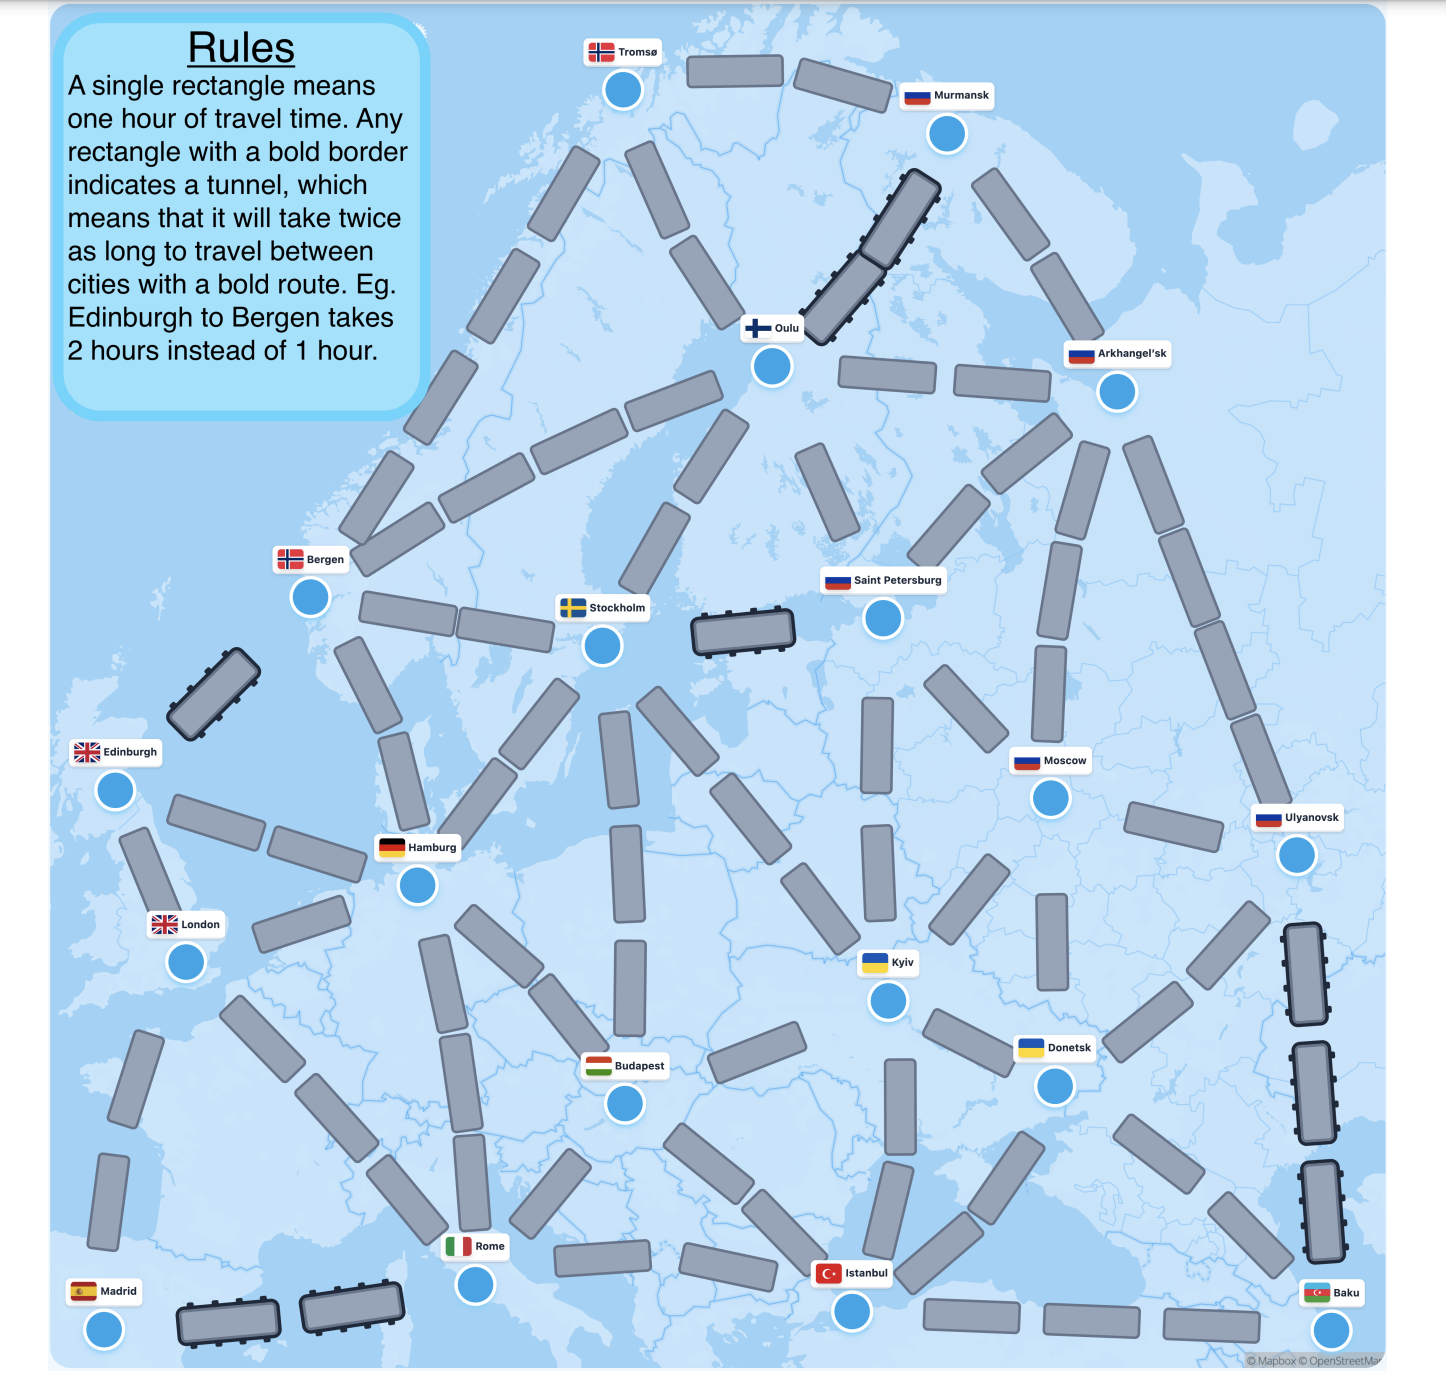 Rules
A single rectangle means
one hour of travel time. Any
rectangle with a bold border
indicates a tunnel, which
means that it will take twice
as long to travel between
cities with a bold route. Eg.
Edinburgh to Bergen takes
2 hours instead of 1 hour.
Tromsø
Murmansk
Oulu
Arkhangel'sk
Bergen
Saint Petersburg
Stockholm
Edinburgh
Moscow
Ulyanovsk
Hamburg
London
Kyiv
Donetsk
Budapest
Rome
Istanbul
Madrid
Baku
© Mapbox © OpenStreetMap